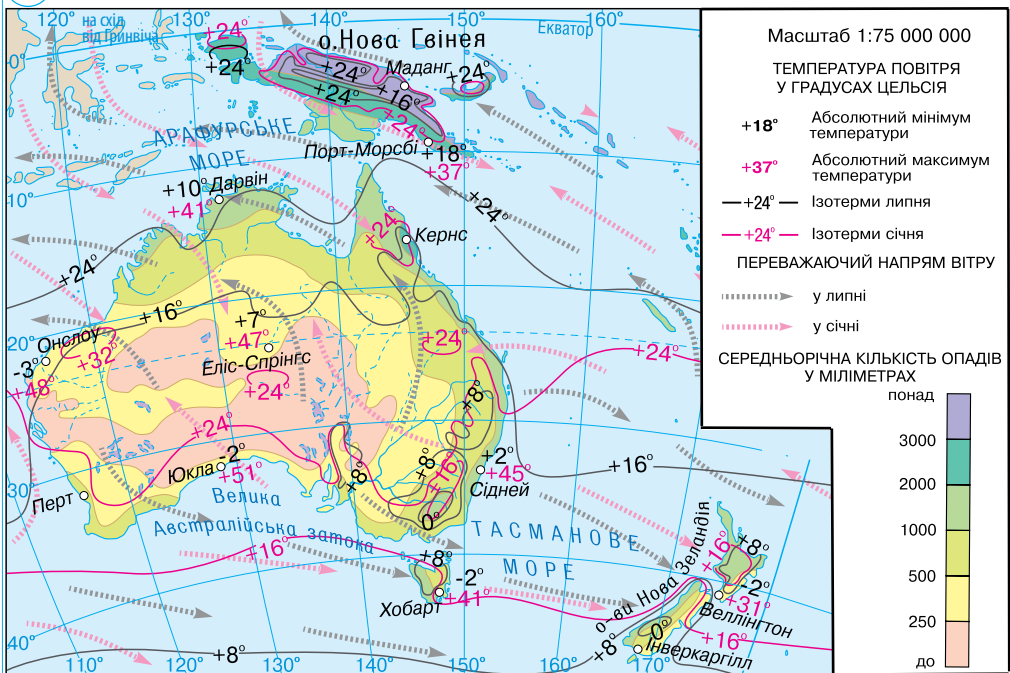 120°
на схід
від Гринвіча
130°
140°
150°
Екватор
160°
0°
+24°
+24°
о.Нова Гвінея
+24°
Маданг
+24°
+16°
+24°
+24°
АРАФУРСЬКЕ
МОРЕ
Порт-Морсбі
+18°
+37°
10°
+10°
Дарвін
+41°
+24°
+24°
Кернс
+24°
+16°
+7°
+47°
Еліс-Спрінгс
+24°
+24°
+24°
20°
Онслоу
-3°
+48°
+32°
+8°
+24°
-2°
Юкла
+51°
+8°
+8°
+16°
+2°
+45°
Сідней
+16°
0°
30°
Перт
Велика
Австралійська затока
ТАСМАНОВЕ
МОРЕ
+16°
+8°
-2°
+41°
Хобарт
о-ви Нова Зеландія
+16°
+8°
-2°
+31°
Веллінгтон
+16°
0°
+8°
Інверкаргілл
40°
+8°
110°
120°
130°
140°
150°
160°
170°
Масштаб 1:75 000 000
ТЕМПЕРАТУРА ПОВІТРЯ
У ГРАДУСАХ ЦЕЛЬСІЯ
+18° Абсолютний мінімум
температури
+37° Абсолютний максимум
температури
+24° Ізотерми липня
+24° Ізотерми січня
ПЕРЕВАЖАЮЧИЙ НАПРЯМ ВІТРУ
у липні
у січні
СЕРЕДНЬОРІЧНА КІЛЬКІСТЬ ОПАДІВ
У МІЛІМЕТРАХ
понад
3000
2000
1000
500
250
до